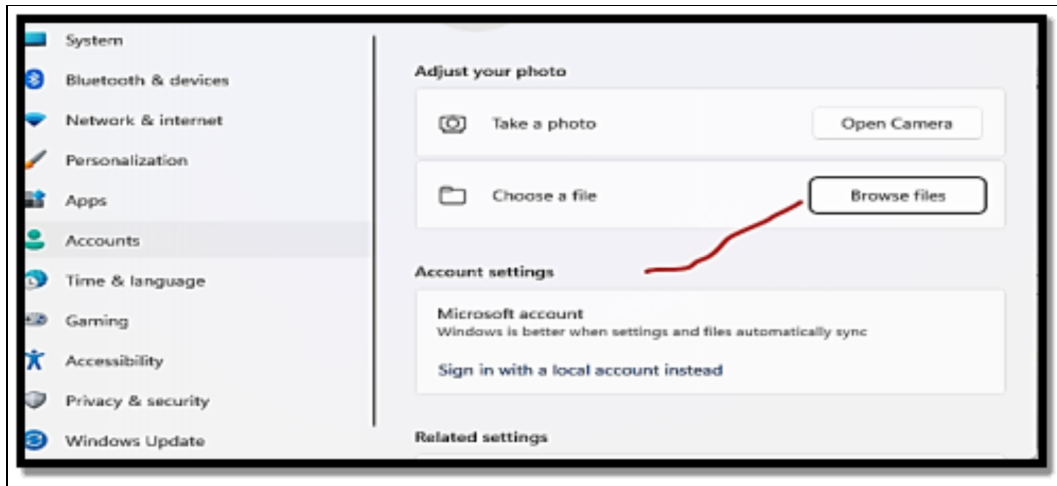 System
Bluetooth & devices
Network & internet
Personalization
Apps
Accounts
Time & language
Gaming
Accessibility
Privacy & security
Windows Update
Adjust your photo
Take a photo
Open Camera
Choose a file
Browse files
Account settings
Microsoft account
Windows is better when settings and files automatically sync
Sign in with a local account instead
Related settings